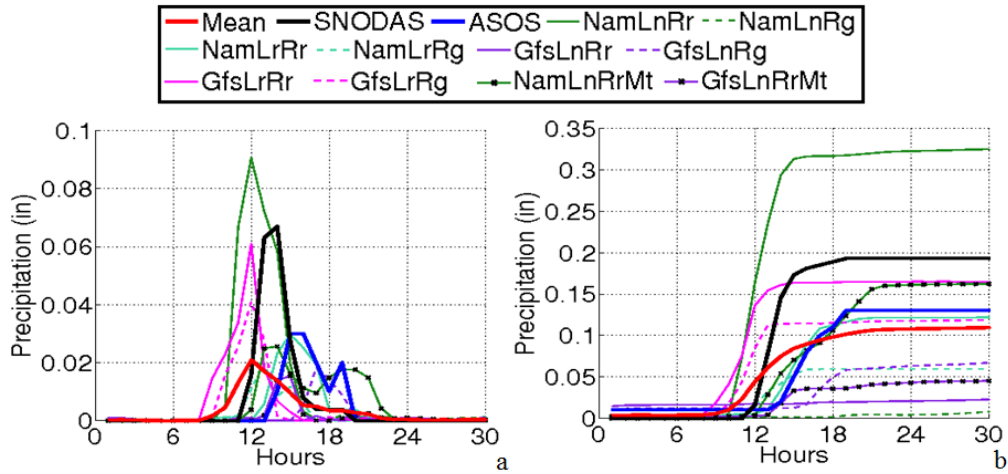 Mean SNODAS ASOS NamLnRr NamLnRg
NamLrRr NamLrRg GfsLnRr GfsLnRg
GfsLrRr GfsLrRg NamLnRrMt GfsLnRrMt
Precipitation (in)
0.1
0.08
0.06
0.04
0.02
0
0 6 12 18 24 30
Hours
a
Precipitation (in)
0.35
0.3
0.25
0.2
0.15
0.1
0.05
0
0 6 12 18 24 30
Hours
b